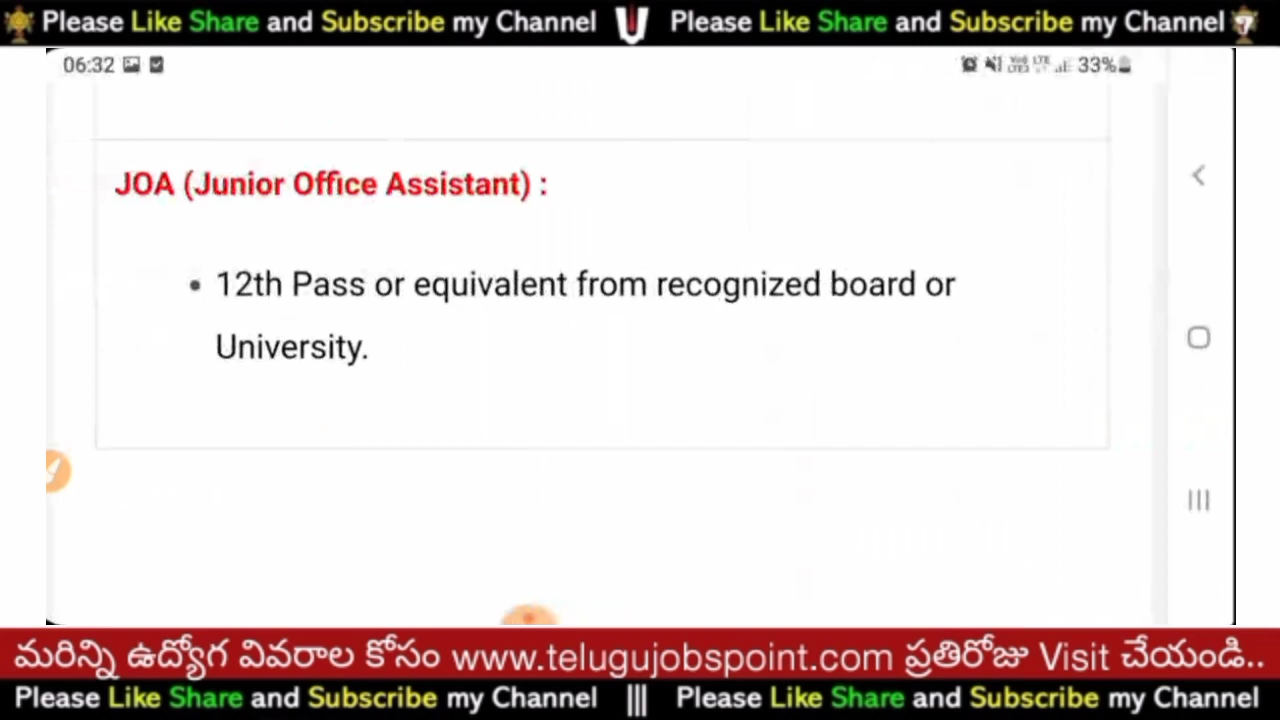 Please Like Share and Subscribe my Channel Please Like Share and Subscribe my Channel
06:32 33%
JOA (Junior Office Assistant) :
• 12th Pass or equivalent from recognized board or
University.
మరిన్ని ఉద్యోగ వివరాల కోసం www.telugujobspoint.com ప్రతిరోజు Visit చేయండి..
Please Like Share and Subscribe my Channel ||| Please Like Share and Subscribe my Channel